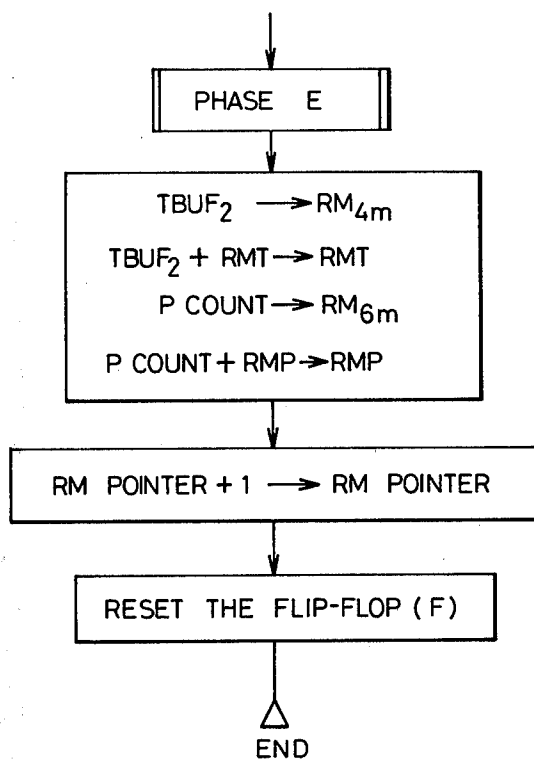 PHASE E
TBUF₂ → RM₄ₘ
TBUF₂ + RMT → RMT
P COUNT → RM₆ₘ
P COUNT + RMP → RMP
RM POINTER + 1 → RM POINTER
RESET THE FLIP-FLOP (F)
END